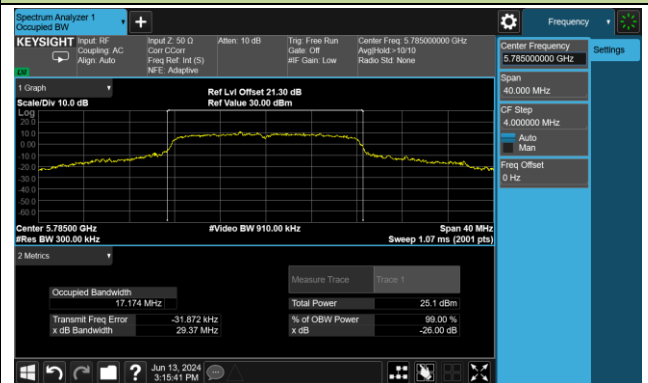 Spectrum Analyzer 1
Occupied BW
Frequency
KEYSIGHT
Input: RF
Coupling: AC
Align: Auto
Input Z: 50 Ω
Corr CCorr
Freq Ref: Int (S)
NFE: Adaptive
Atten: 10 dB
Trig: Free Run
Gate: Off
#IF Gain: Low
Center Freq: 5.785000000 GHz
Avg|Hold:>10/10
Radio Std: None
Center Frequency
5.785000000 GHz
Settings
Span
40.000 MHz
CF Step
4.000000 MHz
Auto
Man
Freq Offset
0 Hz
1 Graph
Scale/Div 10.0 dB
Ref Lvl Offset 21.30 dB
Ref Value 30.00 dBm
Log
20.0
10.0
0.00
-10.0
-20.0
-30.0
-40.0
-50.0
-60.0
Center 5.78500 GHz
#Video BW 910.00 kHz
Span 40 MHz
#Res BW 300.00 kHz
Sweep 1.07 ms (2001 pts)
2 Metrics
Measure Trace
Trace 1
Occupied Bandwidth
17.174 MHz
Total Power
25.1 dBm
Transmit Freq Error
-31.872 kHz
% of OBW Power
99.00 %
x dB Bandwidth
29.37 MHz
x dB
-26.00 dB
?
Jun 13, 2024
3:15:41 PM